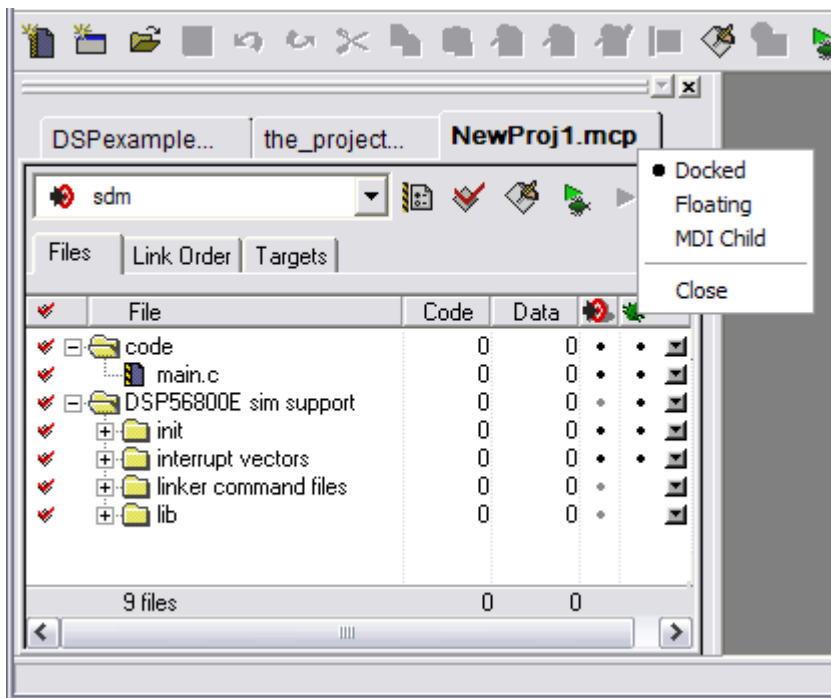 DSPexample... the_project... NewProj1.mcp
Docked
Floating
MDI Child
Close
sdm
Files Link Order Targets
File Code Data
code 0 0
main.c 0 0
DSP56800E sim support 0 0
init 0 0
interrupt vectors 0 0
linker command files 0 0
lib 0 0
9 files 0 0